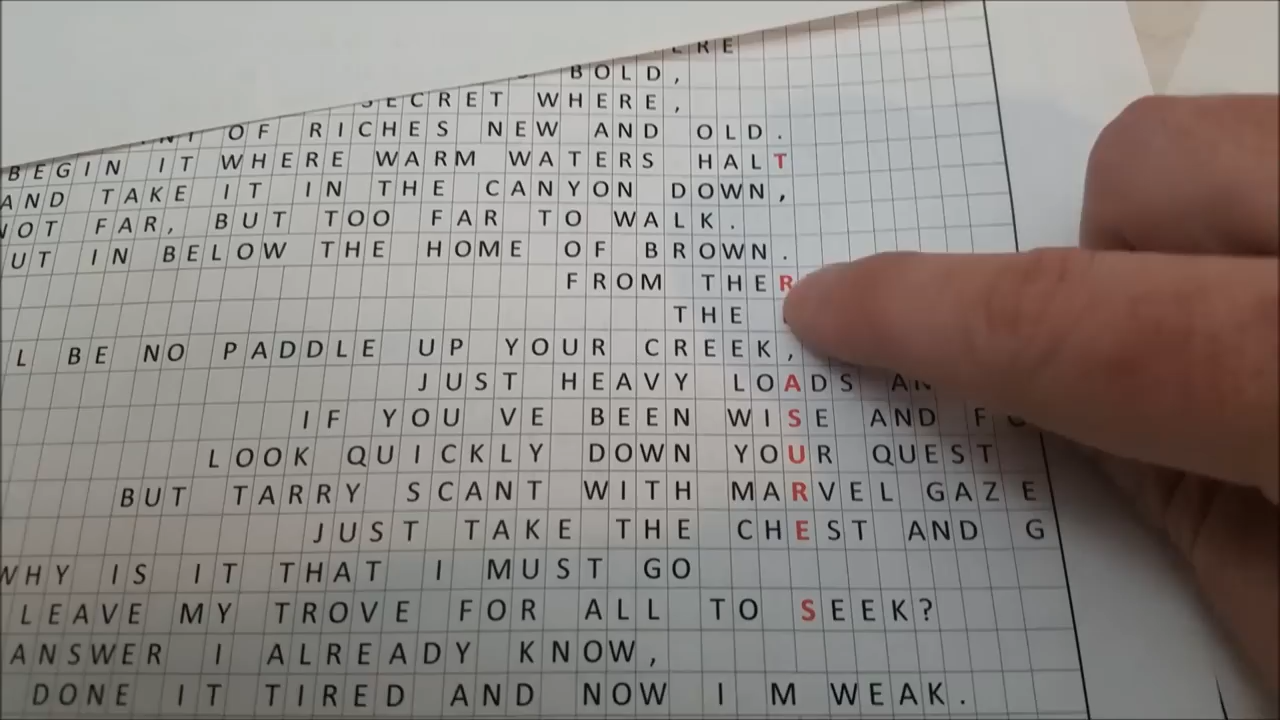 BOLD,
SECRET WHERE,
OF RICHES NEW AND OLD.
BEGIN IT WHERE WARM WATERS HALT
AND TAKE IT IN THE CANYON DOWN,
NOT FAR, BUT TOO FAR TO WALK.
UT IN BELOW THE HOME OF BROWN.
FROM THER
THE
L BE NO PADDLE UP YOUR CREEK,
JUST HEAVY LOADS
IF YOU VE BEEN WISE AND
LOOK QUICKLY DOWN YOUR QUEST
BUT TARRY SCANT WITH MARVEL GAZE
JUST TAKE THE CHEST AND G
WHY IS IT THAT I MUST GO
LEAVE MY TROVE FOR ALL TO SEEK?
ANSWER I ALREADY KNOW,
DONE IT TIRED AND NOW I M WEAK.